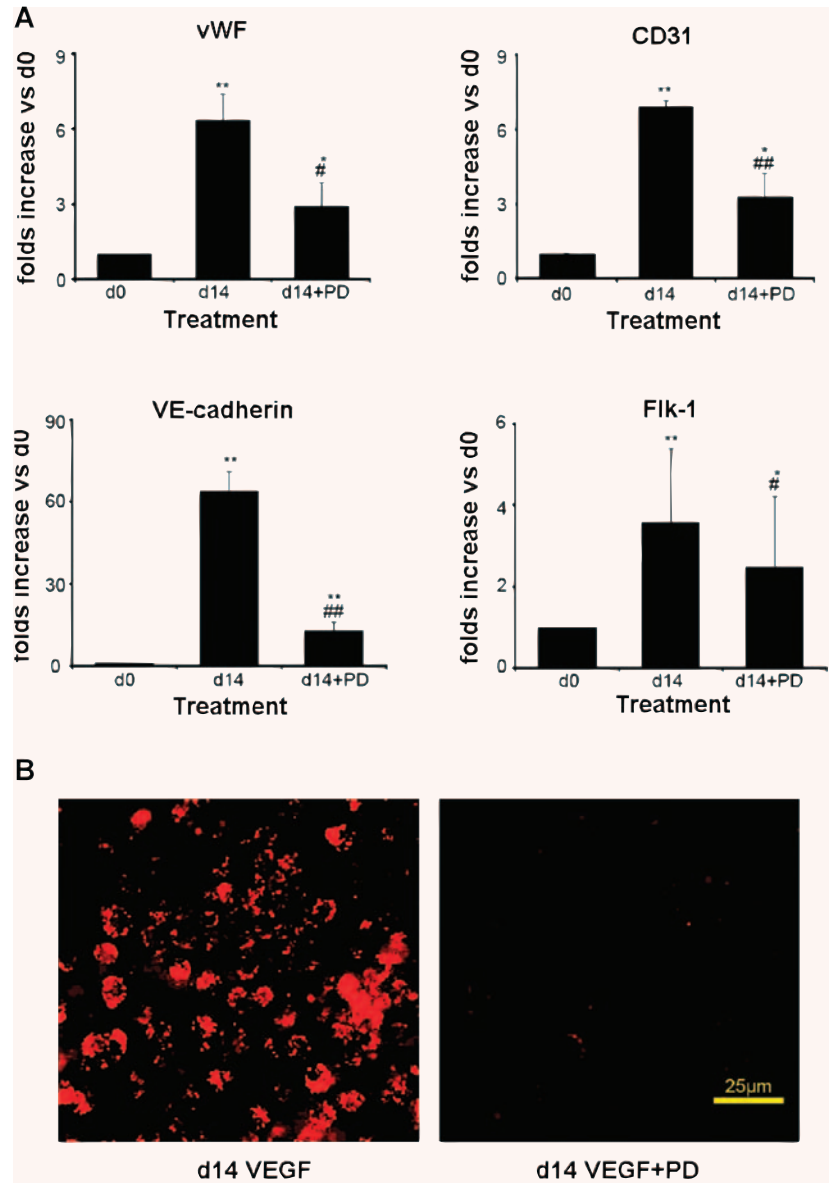 A
vWF
folds increase vs d0
9
6
3
0
**
*
#
d0 d14 d14+PD
Treatment
CD31
folds increase vs d0
9
6
3
0
**
*
##
d0 d14 d14+PD
Treatment
VE-cadherin
folds increase vs d0
90
60
30
0
**
**
##
d0 d14 d14+PD
Treatment
Flk-1
folds increase vs d0
6
4
2
0
**
*
#
d0 d14 d14+PD
Treatment
B
25μm
d14 VEGF
d14 VEGF+PD